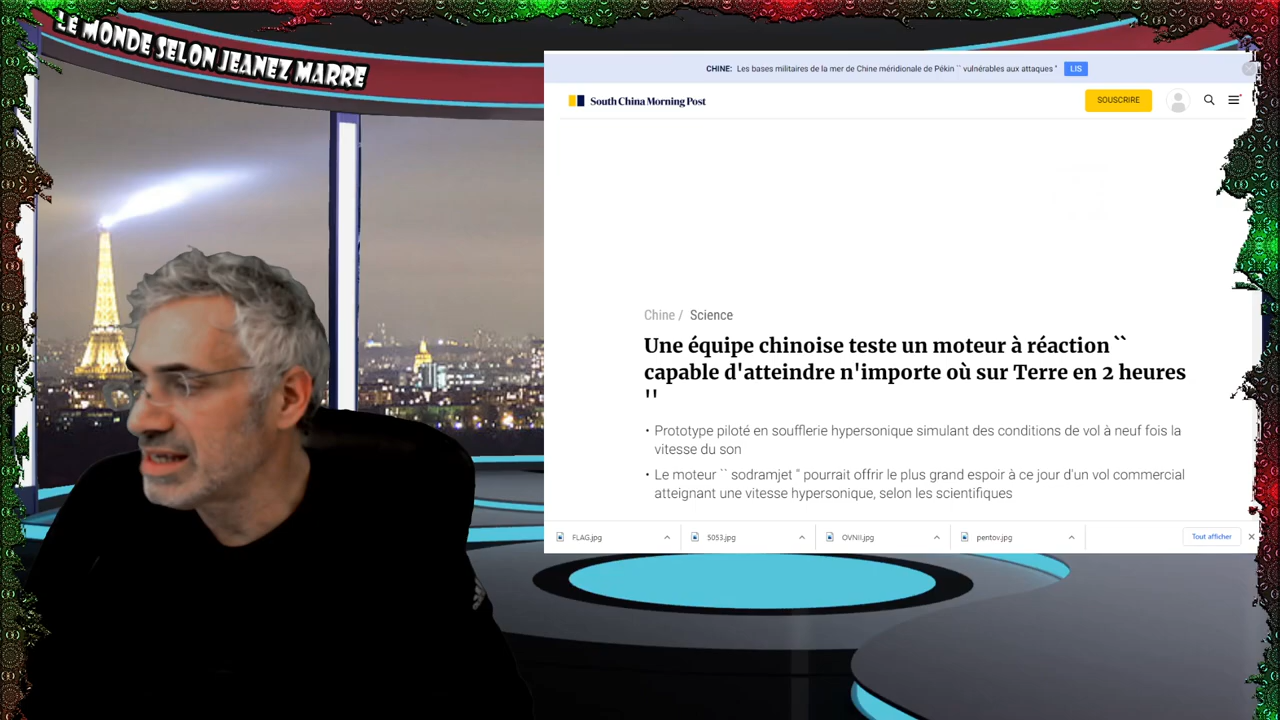 LE MONDE SELON JEANEZ MARRE
CHINE: Les bases militaires de la mer de Chine méridionale de Pékin `` vulnérables aux attaques " LIS
South China Morning Post
SOUSCRIRE
Chine / Science
Une équipe chinoise teste un moteur à réaction ``
capable d'atteindre n'importe où sur Terre en 2 heures
''
• Prototype piloté en soufflerie hypersonique simulant des conditions de vol à neuf fois la
vitesse du son
• Le moteur `` sodramjet " pourrait offrir le plus grand espoir à ce jour d'un vol commercial
atteignant une vitesse hypersonique, selon les scientifiques
FLAG.jpg 5053.jpg OVNII.jpg pentov.jpg Tout afficher